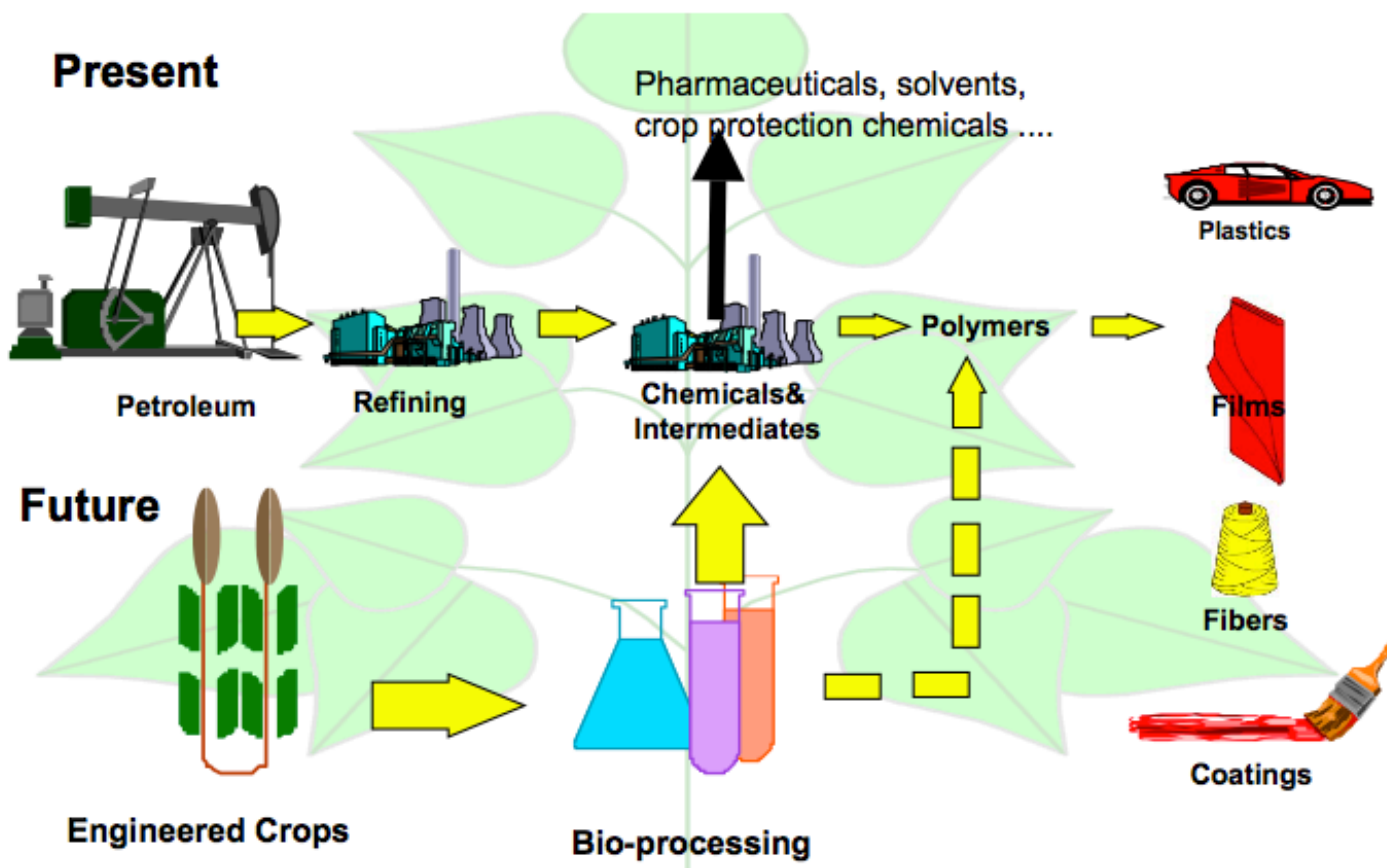 Present
Pharmaceuticals, solvents,
crop protection chemicals ....
Plastics
Petroleum
Refining
Chemicals&
Intermediates
Polymers
Films
Future
Fibers
Coatings
Engineered Crops
Bio-processing